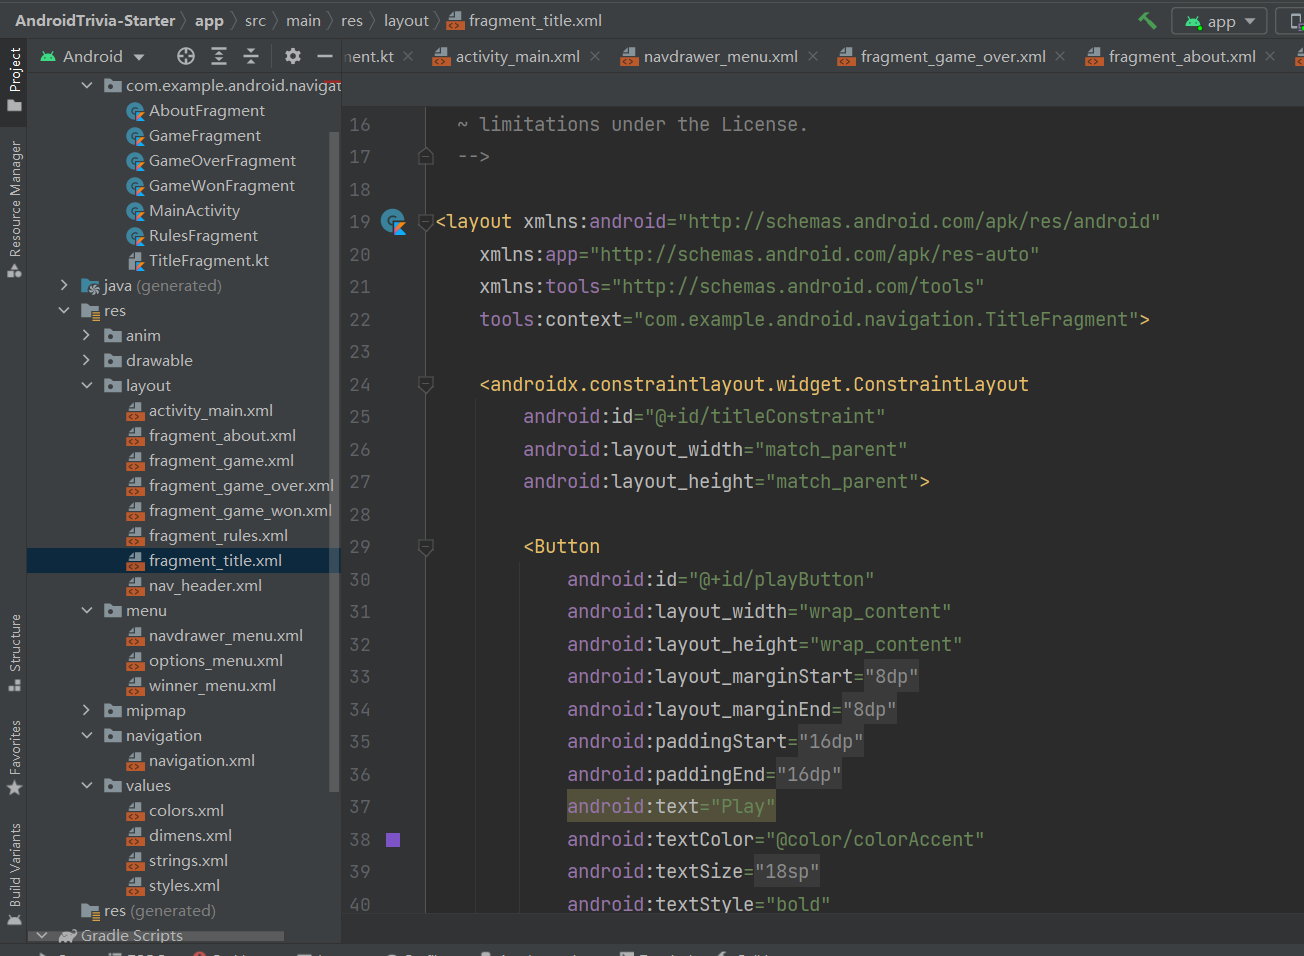 AndroidTrivia-Starter app src main res layout fragment_title.xml
app
Android
ment.kt activity_main.xml navdrawer_menu.xml fragment_game_over.xml fragment_about.xml
Project
Resource Manager
Structure
Favorites
Build Variants
com.example.android.navigat
AboutFragment
GameFragment
GameOverFragment
GameWonFragment
MainActivity
RulesFragment
TitleFragment.kt
java (generated)
res
anim
drawable
layout
activity_main.xml
fragment_about.xml
fragment_game.xml
fragment_game_over.xml
fragment_game_won.xml
fragment_rules.xml
fragment_title.xml
nav_header.xml
menu
navdrawer_menu.xml
options_menu.xml
winner_menu.xml
mipmap
navigation
navigation.xml
values
colors.xml
dimens.xml
strings.xml
styles.xml
res (generated)
Gradle Scripts
16 ~ limitations under the License.
17 -->
18
19 <layout xmlns:android="http://schemas.android.com/apk/res/android"
20 xmlns:app="http://schemas.android.com/apk/res-auto"
21 xmlns:tools="http://schemas.android.com/tools"
22 tools:context="com.example.android.navigation.TitleFragment">
23
24 <androidx.constraintlayout.widget.ConstraintLayout
25 android:id="@+id/titleConstraint"
26 android:layout_width="match_parent"
27 android:layout_height="match_parent">
28
29 <Button
30 android:id="@+id/playButton"
31 android:layout_width="wrap_content"
32 android:layout_height="wrap_content"
33 android:layout_marginStart="8dp"
34 android:layout_marginEnd="8dp"
35 android:paddingStart="16dp"
36 android:paddingEnd="16dp"
37 android:text="Play"
38 android:textColor="@color/colorAccent"
39 android:textSize="18sp"
40 android:textStyle="bold"